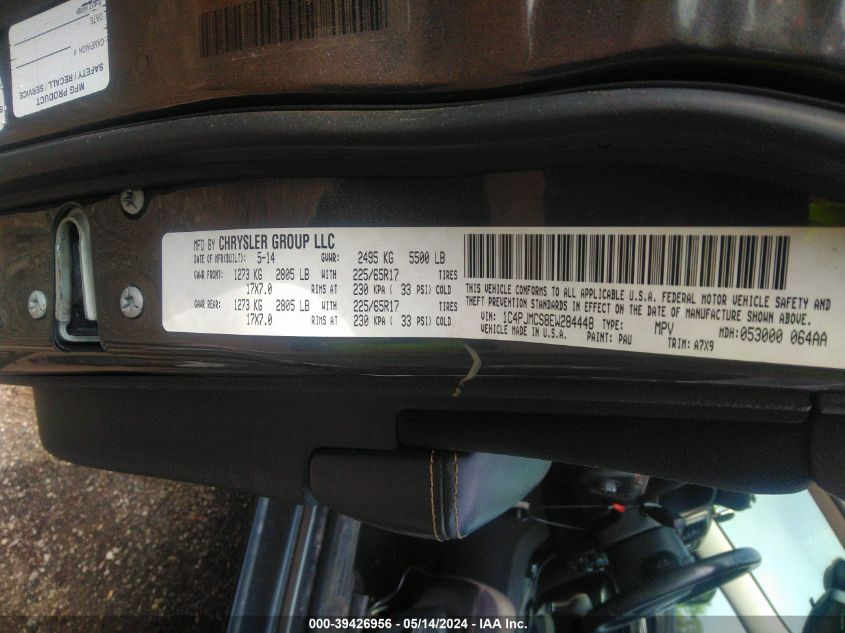 MFG PRODUCT
SAFETY / RECALL / SERVICE
CAMPAIGN #
DATE
MFD BY CHRYSLER GROUP LLC
DATE OF MFR(BUILT): 5-14 GVWR: 2495 KG 5500 LB
GAWR FRONT: 1273 KG 2805 LB WITH 225/65R17 TIRES
17X7.0 RIMS AT 230 KPA ( 33 PSI) COLD
GAWR REAR: 1273 KG 2805 LB WITH 225/65R17 TIRES
17X7.0 RIMS AT 230 KPA ( 33 PSI) COLD
THIS VEHICLE CONFORMS TO ALL APPLICABLE U.S.A. FEDERAL MOTOR VEHICLE SAFETY AND
THEFT PREVENTION STANDARDS IN EFFECT ON THE DATE OF MANUFACTURE SHOWN ABOVE.
VIN: 1C4PJMCS8EW284448 TYPE: MPV MDH: 053000 064AA
VEHICLE MADE IN U.S.A. PAINT: PAU TRIM: A7X9
000-39426956 — 05/14/2024 — IAA Inc.